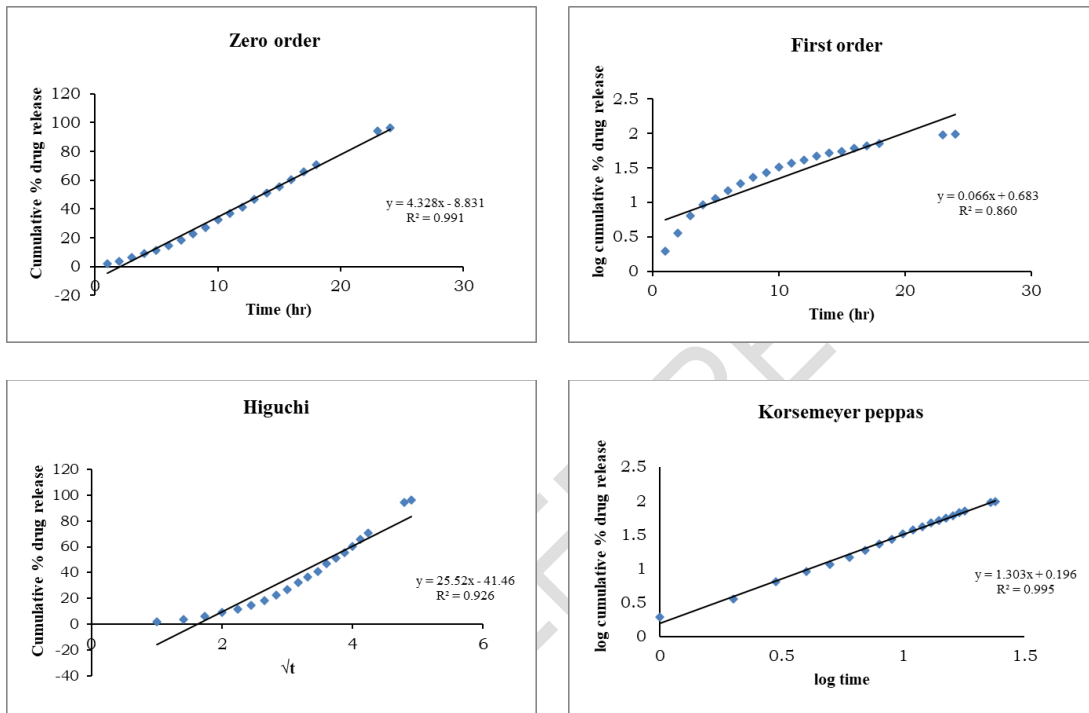 Zero order
Cumulative % drug release
120
100
80
60
40
20
0
-20
0
10
20
30
y = 4.328x - 8.831
R² = 0.991
Time (hr)
First order
log cumulative % drug release
2.5
2
1.5
1
0.5
0
0
10
20
30
y = 0.066x + 0.683
R² = 0.860
Time (hr)
Higuchi
Cumulative % drug release
120
100
80
60
40
20
0
-20
-40
0
2
4
6
y = 25.52x - 41.46
R² = 0.926
√t
Korsemeyer peppas
log cumulative % drug release
2.5
2
1.5
1
0.5
0
0
0.5
1
1.5
y = 1.303x + 0.196
R² = 0.995
log time